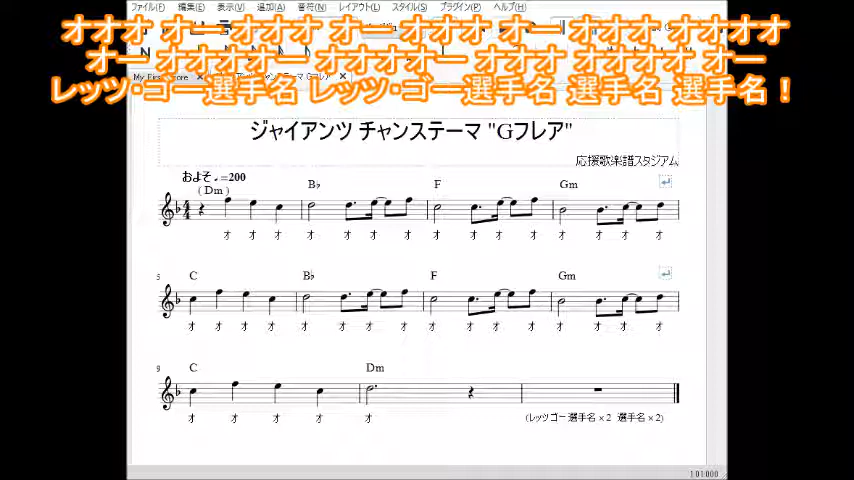 ファイル(F) 編集(E) 表示(V) 追加(A) 音符(N) レイアウト(L) スタイル(S) プラグイン(P) ヘルプ(H)
オオオ オー オオオ オー オオオ オー オオオ オオオオ
オー オオオオー オオオオー オオオ オオオオ オー
レッツ・ゴー選手名 レッツ・ゴー選手名 選手名 選手名！
ジャイアンツ チャンステーマ "Gフレア"
応援歌楽譜スタジアム
およそ ♩.=200
(Dm) B♭ F Gm
オ オ オ オ オ オ オ オ オ オ オ オ オ オ オ
5 C B♭ F Gm
オ オ オ オ オ オ オ オ オ オ オ オ オ オ オ オ
9 C Dm
オ オ オ オ オ (レッツゴー 選手名×2 選手名×2)
101000